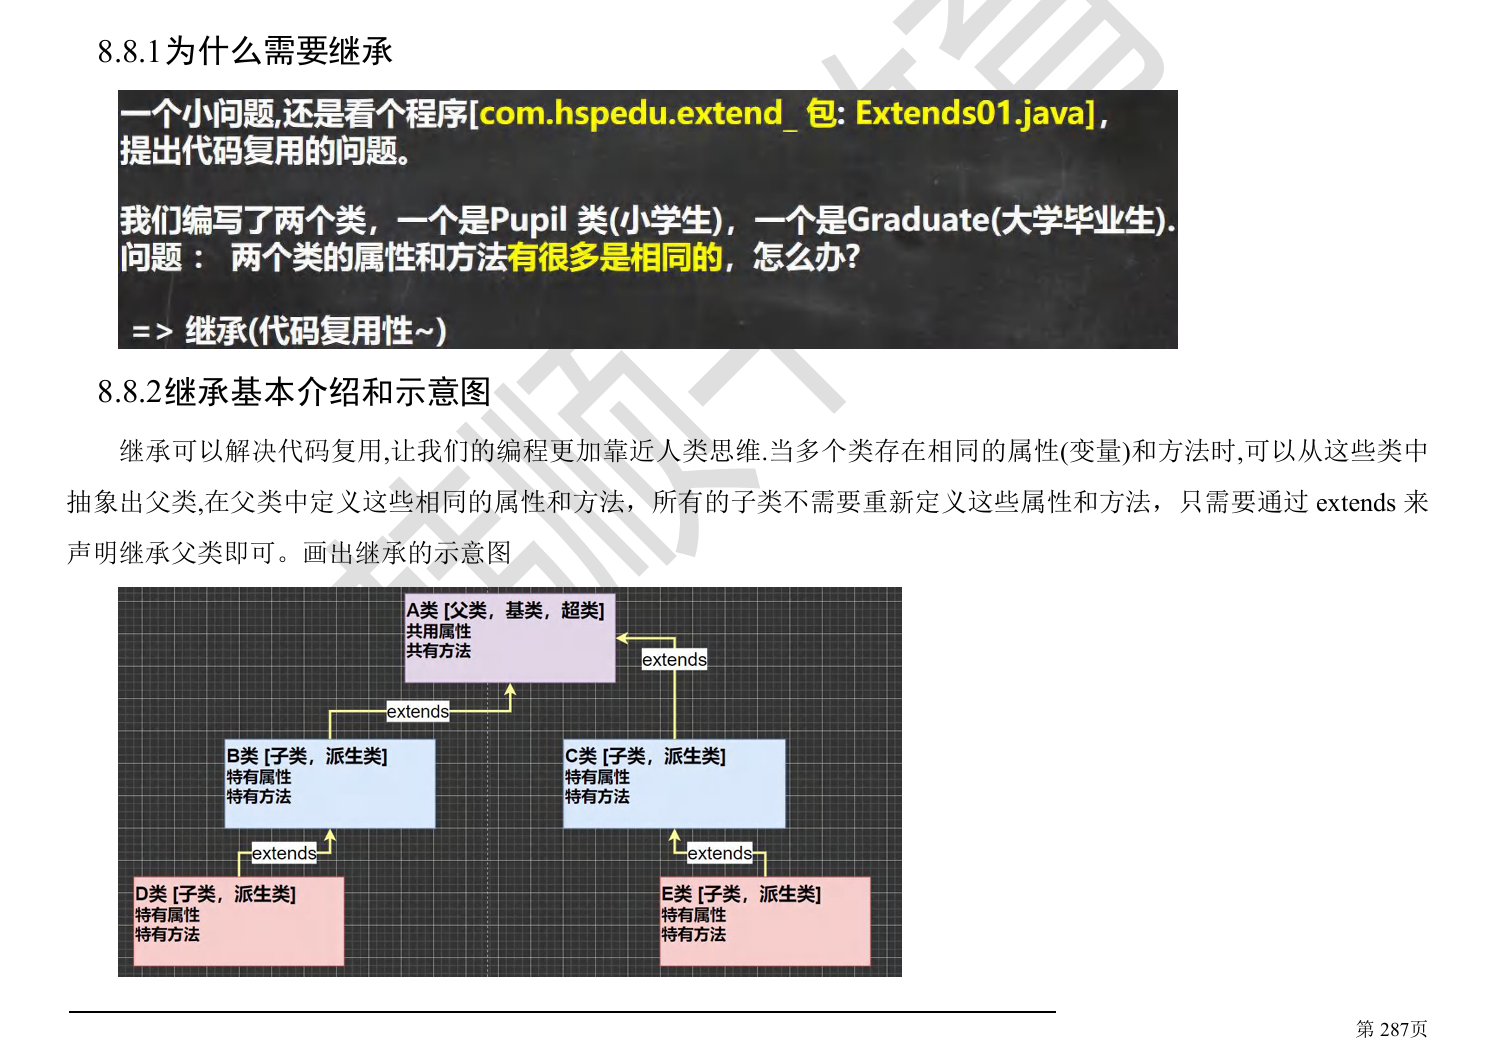 8.8.1为什么需要继承
一个小问题,还是看个程序[com.hspedu.extend_ 包: Extends01.java]，
提出代码复用的问题。
我们编写了两个类，一个是Pupil 类(小学生)，一个是Graduate(大学毕业生).
问题： 两个类的属性和方法有很多是相同的，怎么办?
=> 继承(代码复用性~)
8.8.2继承基本介绍和示意图
继承可以解决代码复用,让我们的编程更加靠近人类思维.当多个类存在相同的属性(变量)和方法时,可以从这些类中
抽象出父类,在父类中定义这些相同的属性和方法，所有的子类不需要重新定义这些属性和方法，只需要通过 extends 来
声明继承父类即可。画出继承的示意图
A类 [父类，基类，超类]
共用属性
共有方法
extends
extends
B类 [子类，派生类]
特有属性
特有方法
C类 [子类，派生类]
特有属性
特有方法
extends
extends
D类 [子类，派生类]
特有属性
特有方法
E类 [子类，派生类]
特有属性
特有方法
第 287页